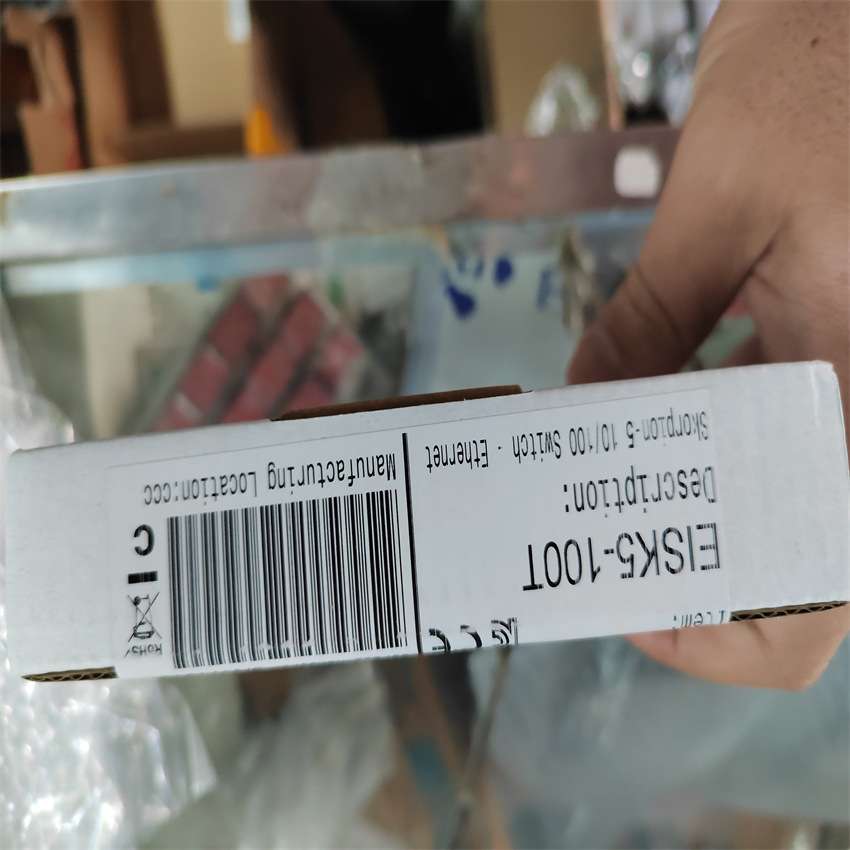 Item:
EISK5-100T
Description:
Skorpion-5 10/100 Switch - Ethernet
RoHS
C
Manufacturing Location:ccc